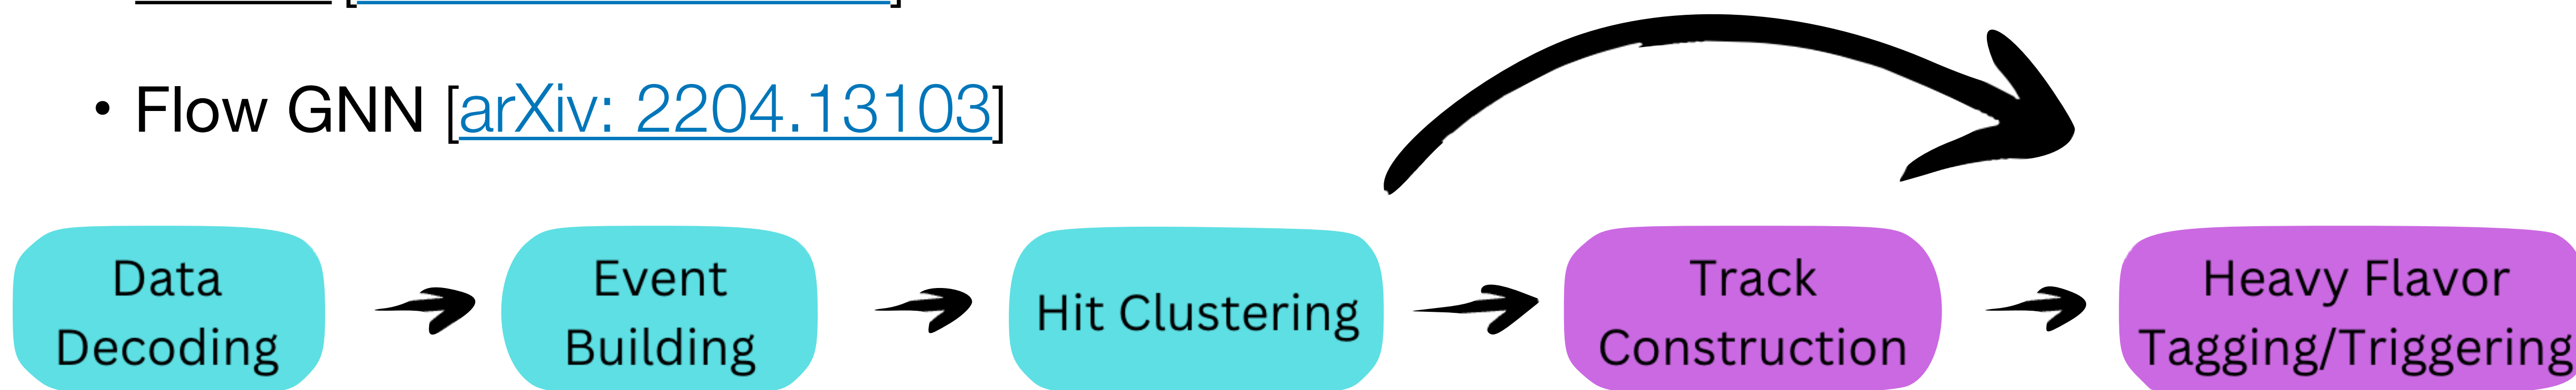 • Flow GNN [arXiv: 2204.13103]
Data
Decoding
Event
Building
Hit Clustering
Track
Construction
Heavy Flavor
Tagging/Triggering